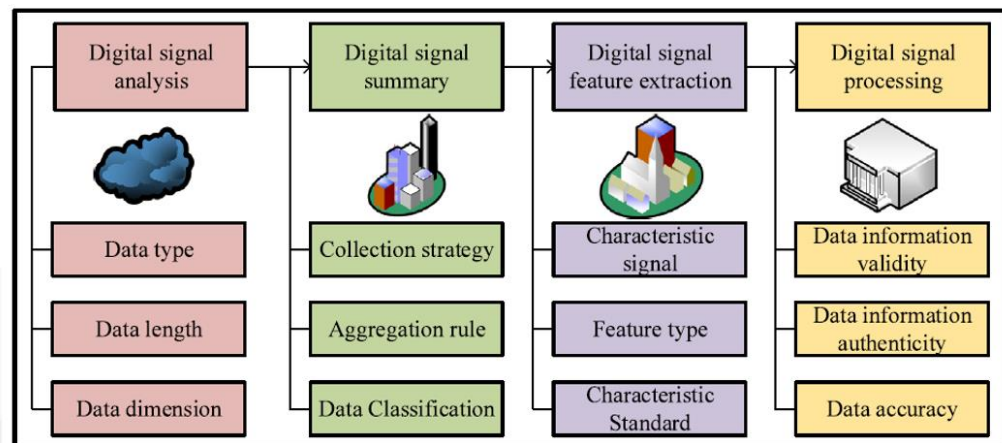 Digital signal
analysis
Digital signal
summary
Digital signal
feature extraction
Digital signal
processing
Data type
Collection strategy
Characteristic
signal
Data information
validity
Data length
Aggregation rule
Feature type
Data information
authenticity
Data dimension
Data Classification
Characteristic
Standard
Data accuracy